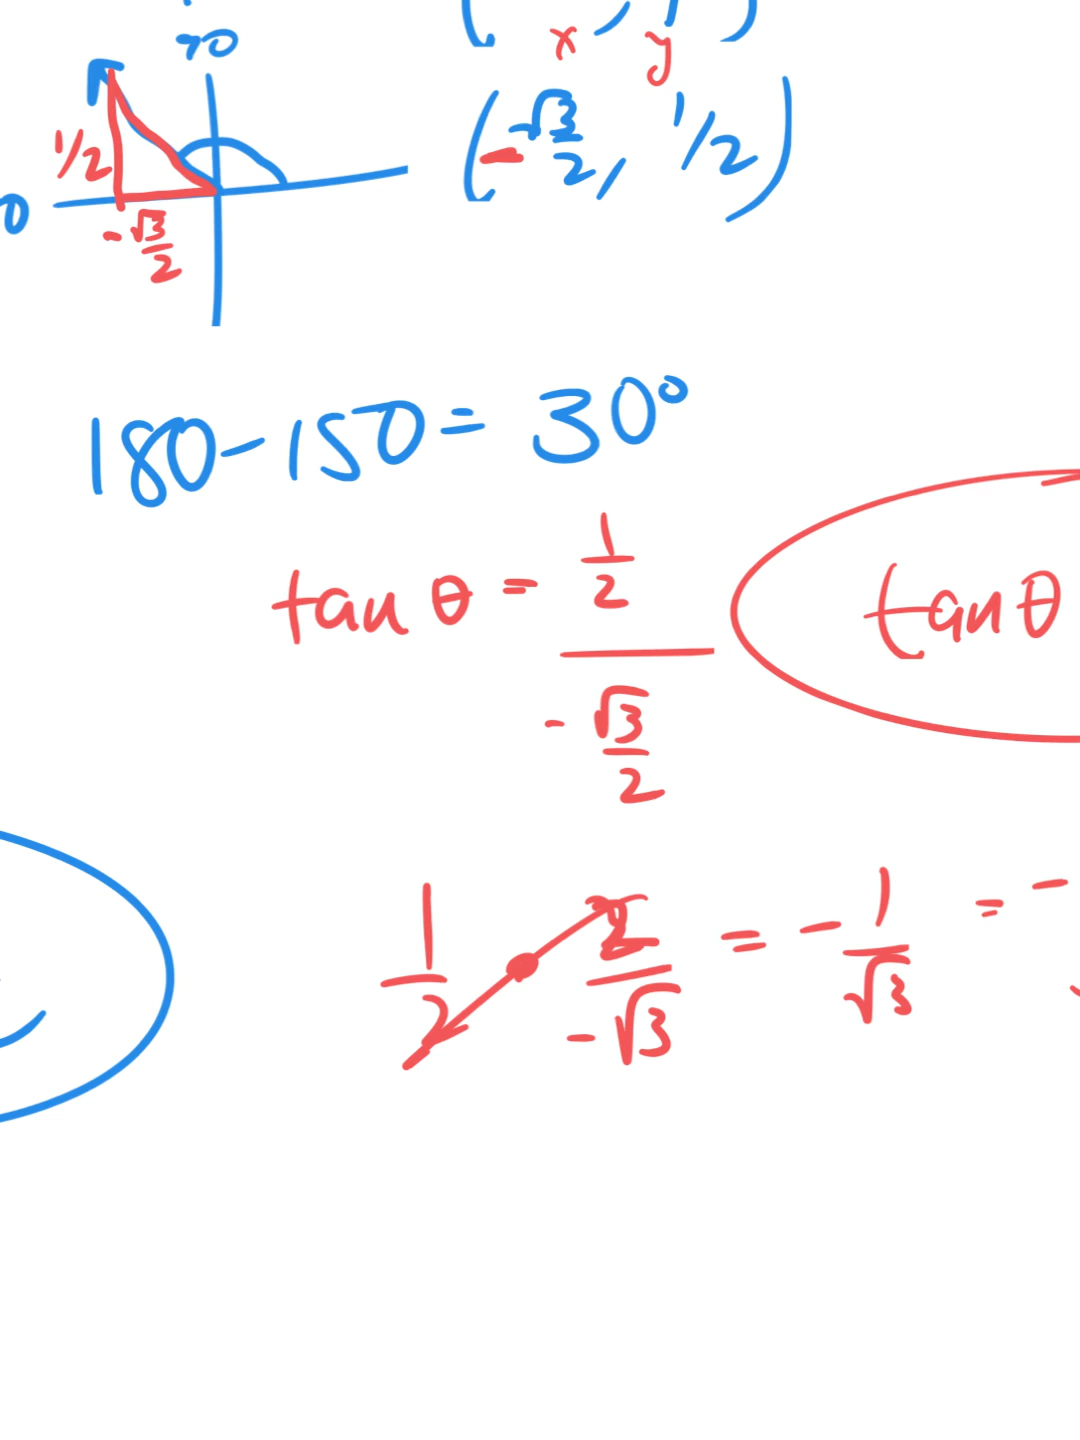 90
( , )
x y
(-√3/2, 1/2)
1/2
0
-√3/2
180-150= 30°
tan θ = (1/2)/(-√3/2)
tan θ
1/2 · 2/-√3 = -1/√3 = -